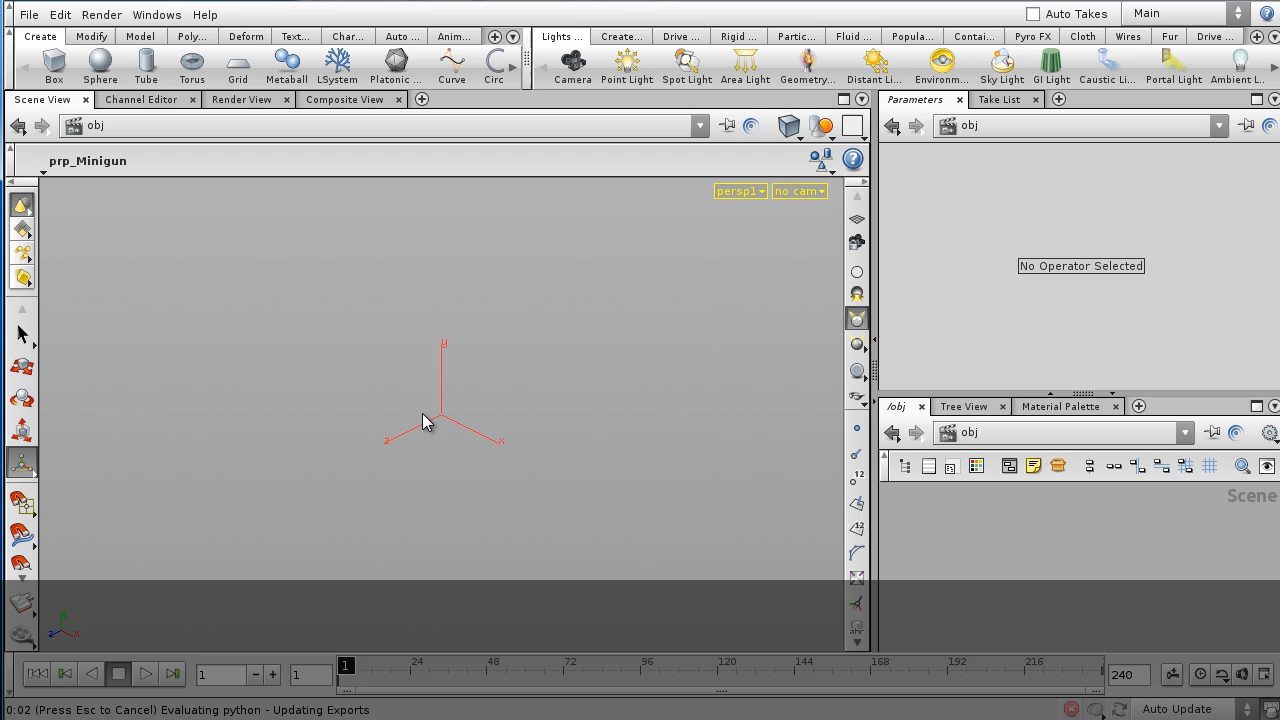 File Edit Render Windows Help Auto Takes Main
Create Modify Model Poly... Deform Text... Char... Auto ... Anim... Lights ... Create... Drive ... Rigid ... Partic... Fluid ... Popula... Contai... Pyro FX Cloth Wires Fur Drive ...
Box Sphere Tube Torus Grid Metaball LSystem Platonic ... Curve Circ Camera Point Light Spot Light Area Light Geometry... Distant Li... Environm... Sky Light GI Light Caustic Li... Portal Light Ambient L...
Scene View Channel Editor Render View Composite View Parameters Take List
obj obj
prp_Minigun
persp1 no cam
No Operator Selected
y
z x
/obj Tree View Material Palette
obj
12
Scene
12
y
z x
abc
1 1 1 24 48 72 96 120 144 168 192 216 240
0:02 (Press Esc to Cancel) Evaluating python - Updating Exports Auto Update